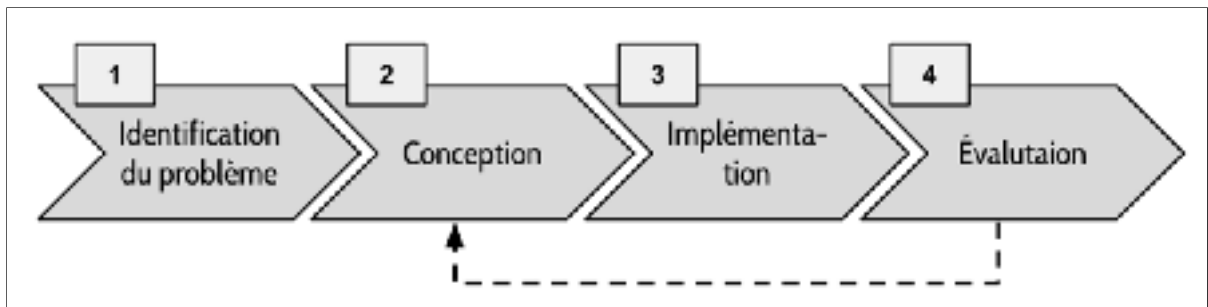 1
Identification
du problème
2
Conception
3
Implémenta-
tion
4
Évalutaion